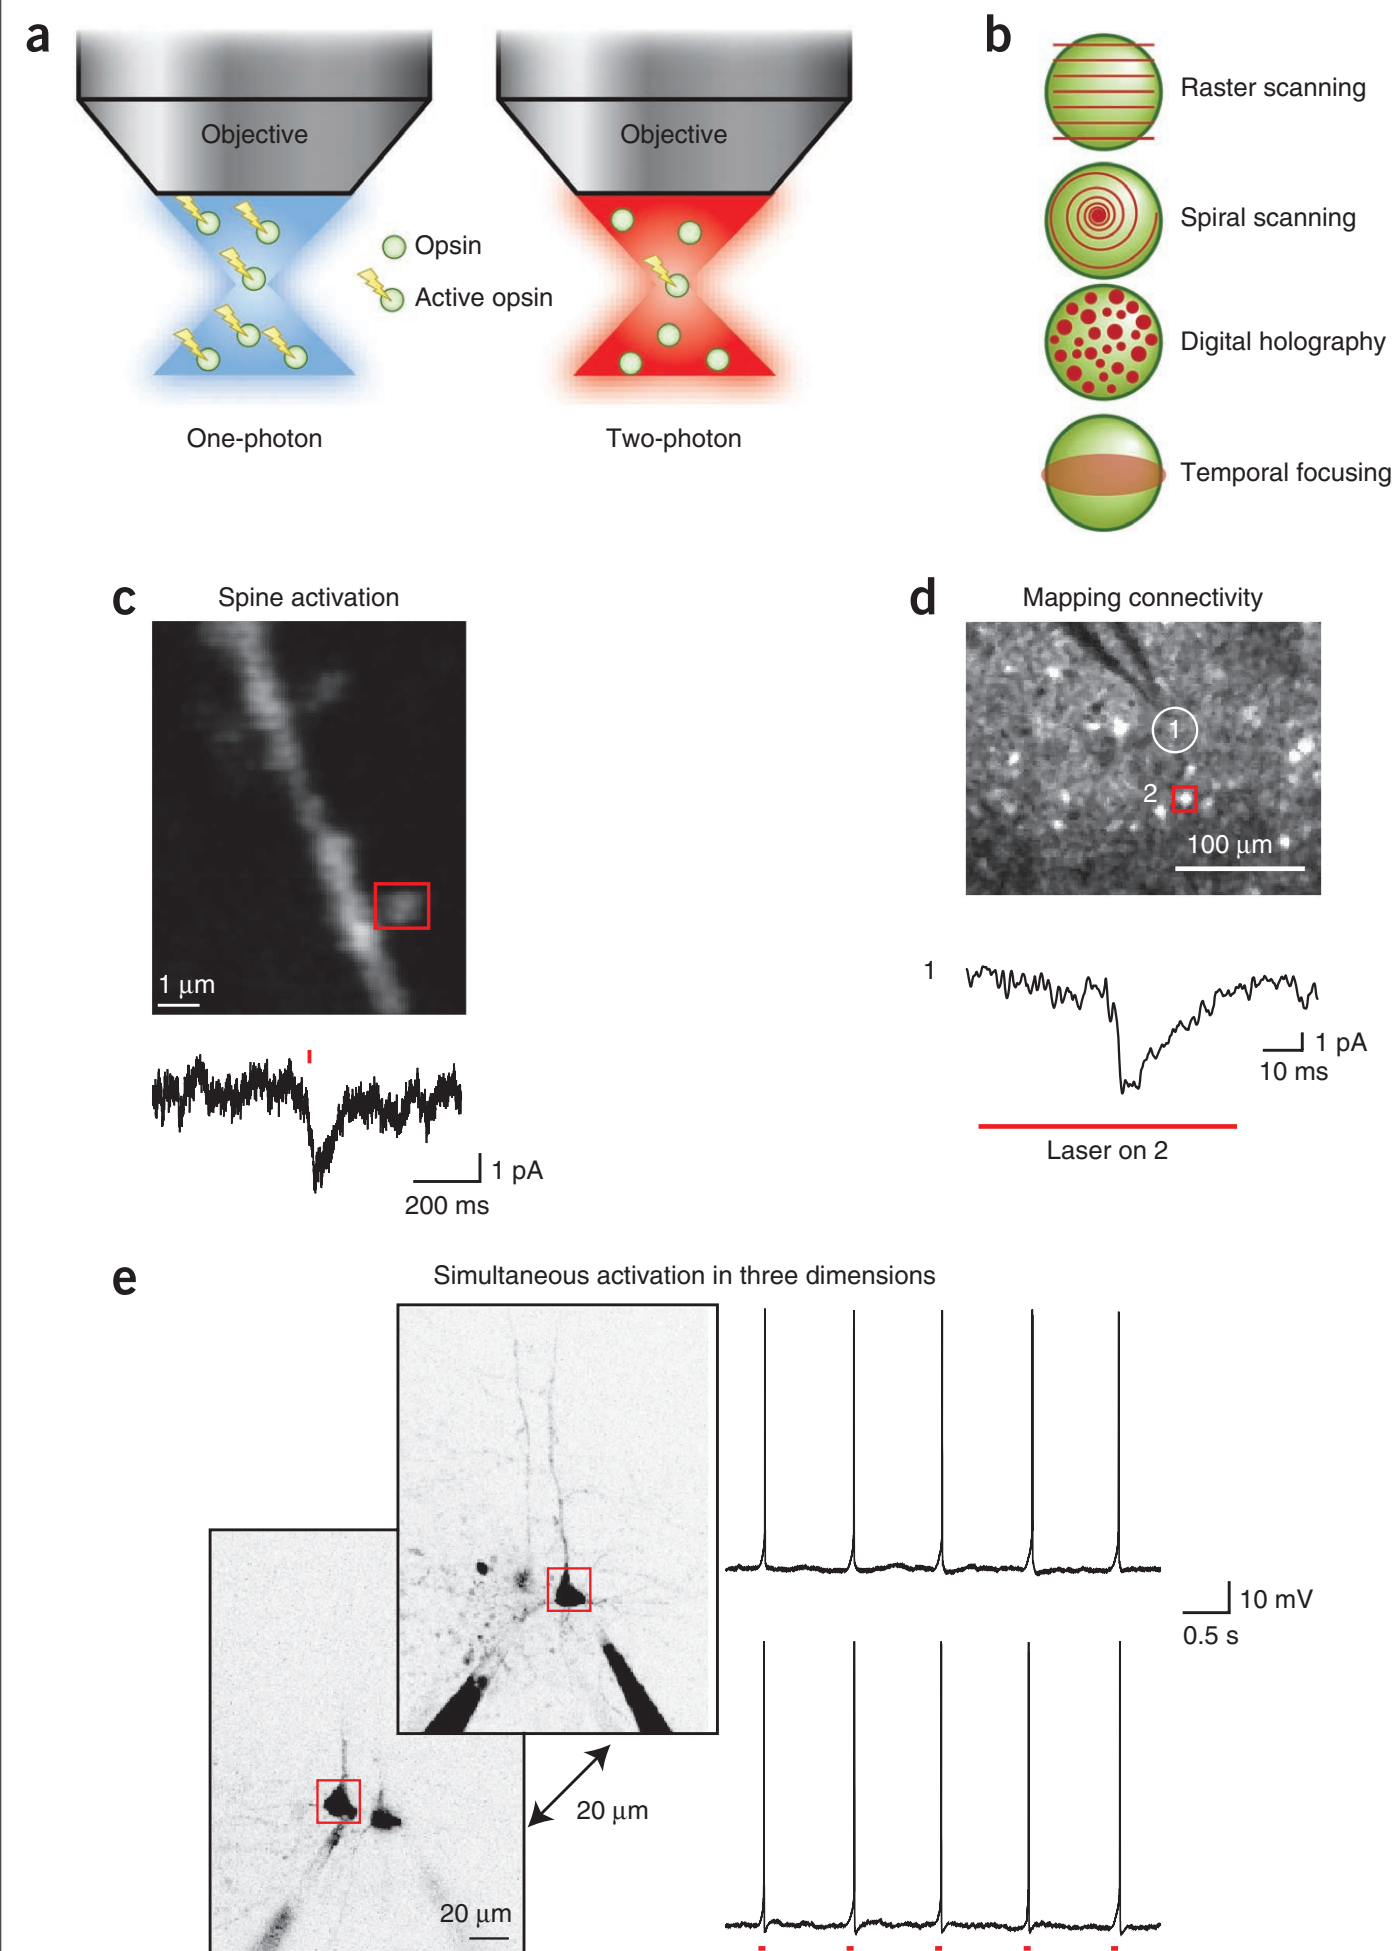 a
Objective
Objective
Opsin
Active opsin
One-photon
Two-photon
b
Raster scanning
Spiral scanning
Digital holography
Temporal focusing
c
Spine activation
1 μm
1 pA
200 ms
d
Mapping connectivity
1
2
100 μm
1
1 pA
10 ms
Laser on 2
e
Simultaneous activation in three dimensions
10 mV
0.5 s
20 μm
20 μm